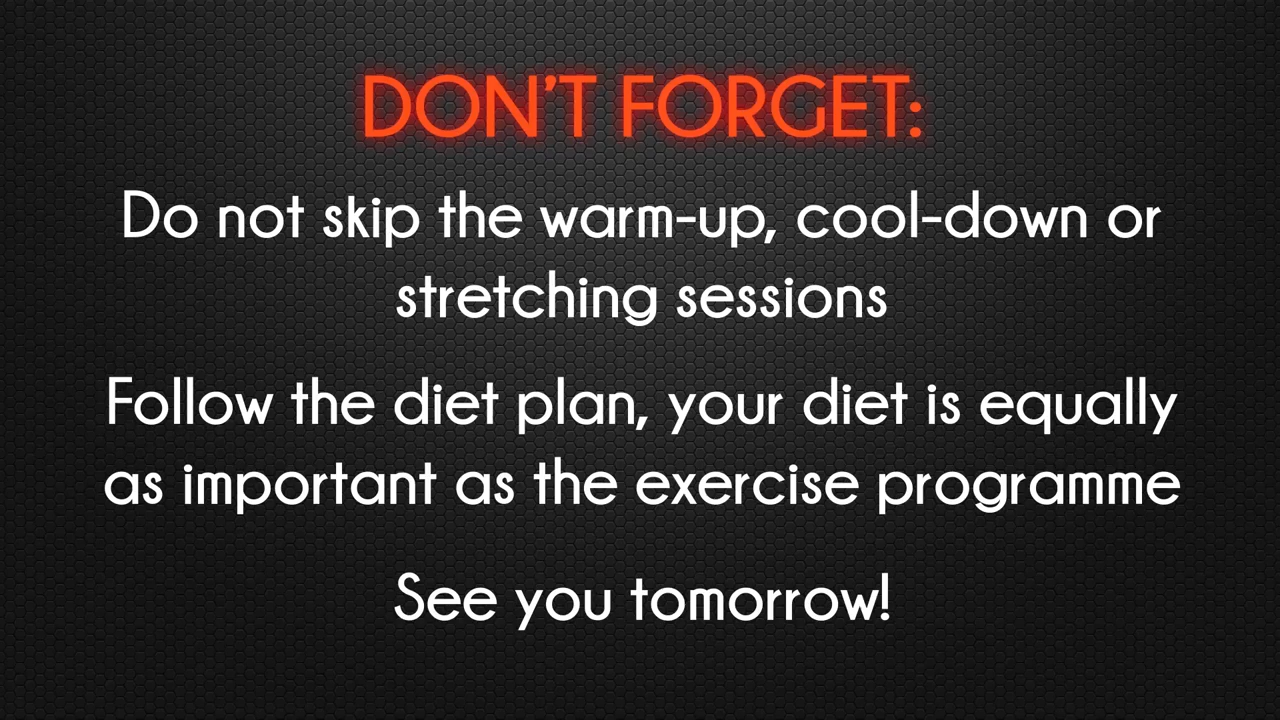 DON'T FORGET:
Do not skip the warm-up, cool-down or
stretching sessions
Follow the diet plan, your diet is equally
as important as the exercise programme
See you tomorrow!